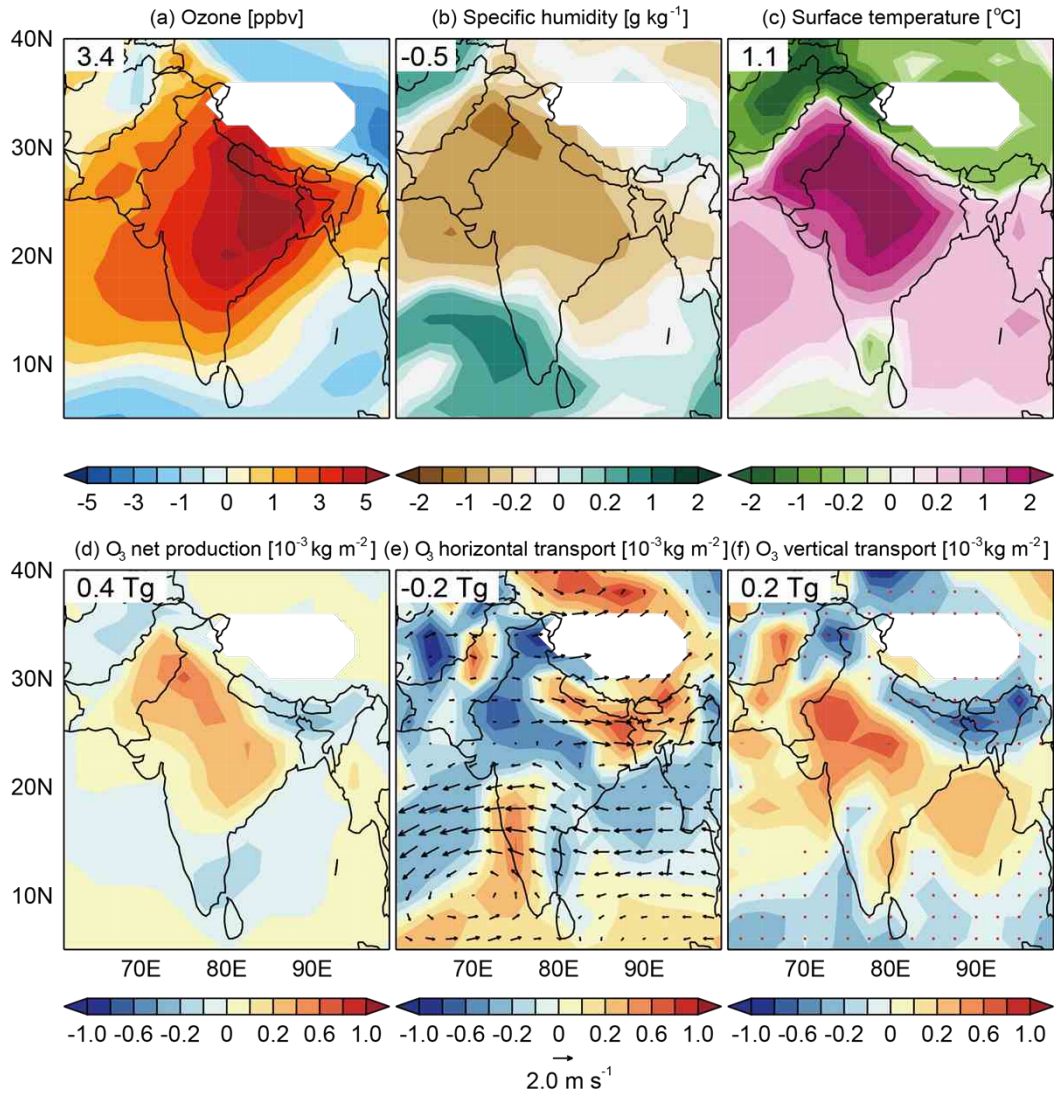 (a) Ozone [ppbv] (b) Specific humidity [g kg⁻¹] (c) Surface temperature [°C]
40N 3.4 -0.5 1.1
30N
20N
10N
-5 -3 -1 0 1 3 5 -2 -1 -0.2 0 0.2 1 2 -2 -1 -0.2 0 0.2 1 2
(d) O₃ net production [10⁻³ kg m⁻²] (e) O₃ horizontal transport [10⁻³ kg m⁻²] (f) O₃ vertical transport [10⁻³ kg m⁻²]
40N 0.4 Tg -0.2 Tg 0.2 Tg
30N
20N
10N
70E 90E 70E 90E 70E 90E
-1.0 -0.6 -0.2 0 0.2 0.6 1.0 -1.0 -0.6 -0.2 0 0.2 0.6 1.0 -1.0 -0.6 -0.2 0 0.2 0.6 1.0
2.0 m s⁻¹